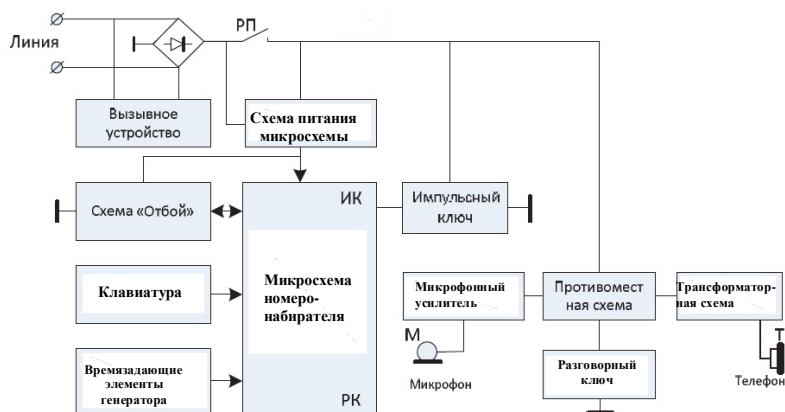 РП
Линия
Вызывное
устройство
Схема питания
микросхемы
Схема «Отбой»
ИК
Импульсный
ключ
Клавиатура
Микросхема
номеро-
набирателя
Микрофонный
усилитель
Противомест
ная схема
Трансформатор-
ная схема
М
Микрофон
Т
Телефон
Времязадающие
элементы
генератора
РК
Разговорный
ключ